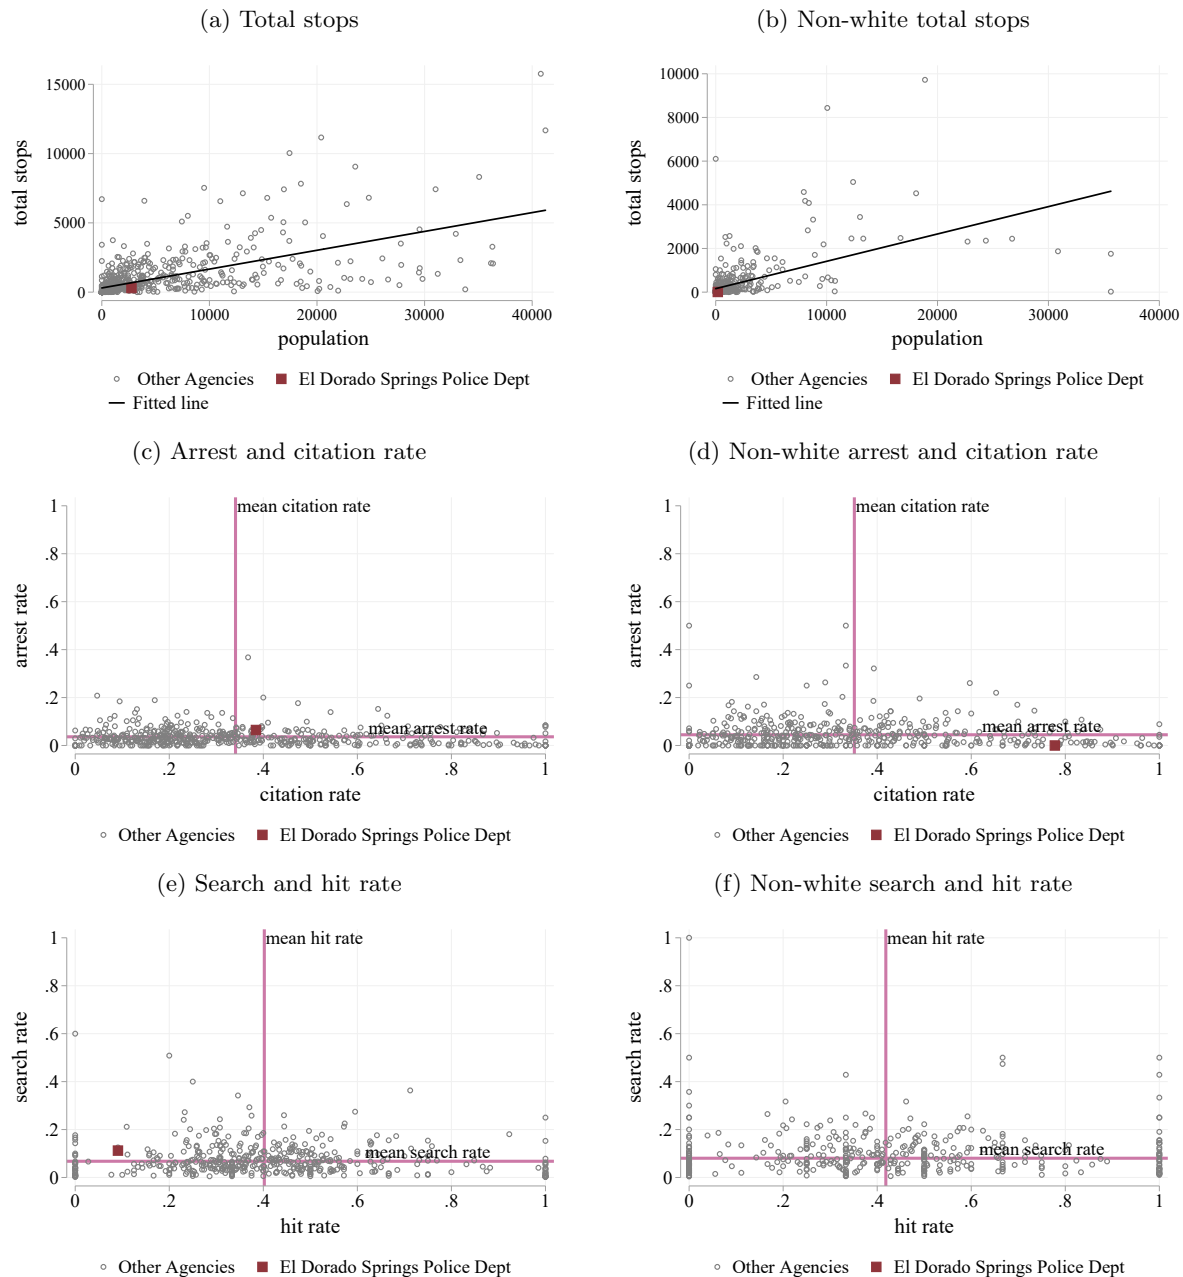 (a) Total stops
15000
10000
5000
0
total stops
0 10000 20000 30000 40000
population
Other Agencies El Dorado Springs Police Dept
Fitted line
(b) Non-white total stops
10000
8000
6000
4000
2000
0
total stops
0 10000 20000 30000 40000
population
Other Agencies El Dorado Springs Police Dept
Fitted line
(c) Arrest and citation rate
mean citation rate
1
.8
.6
.4
.2
0
arrest rate
mean arrest rate
0 .2 .4 .6 .8 1
citation rate
Other Agencies El Dorado Springs Police Dept
(d) Non-white arrest and citation rate
mean citation rate
1
.8
.6
.4
.2
0
arrest rate
mean arrest rate
0 .2 .4 .6 .8 1
citation rate
Other Agencies El Dorado Springs Police Dept
(e) Search and hit rate
mean hit rate
1
.8
.6
.4
.2
0
search rate
mean search rate
0 .2 .4 .6 .8 1
hit rate
Other Agencies El Dorado Springs Police Dept
(f) Non-white search and hit rate
mean hit rate
1
.8
.6
.4
.2
0
search rate
mean search rate
0 .2 .4 .6 .8 1
hit rate
Other Agencies El Dorado Springs Police Dept